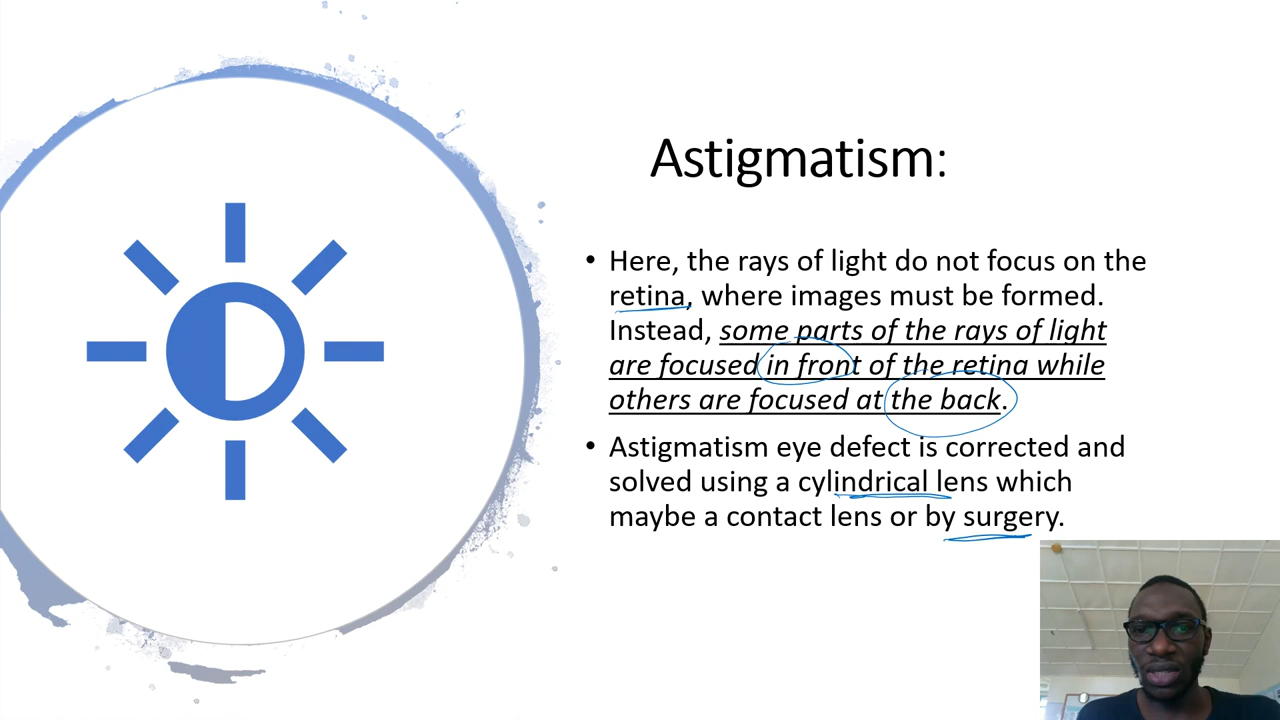 Astigmatism:
• Here, the rays of light do not focus on the
retina, where images must be formed.
Instead, some parts of the rays of light
are focused in front of the retina while
others are focused at the back.
• Astigmatism eye defect is corrected and
solved using a cylindrical lens which
maybe a contact lens or by surgery.